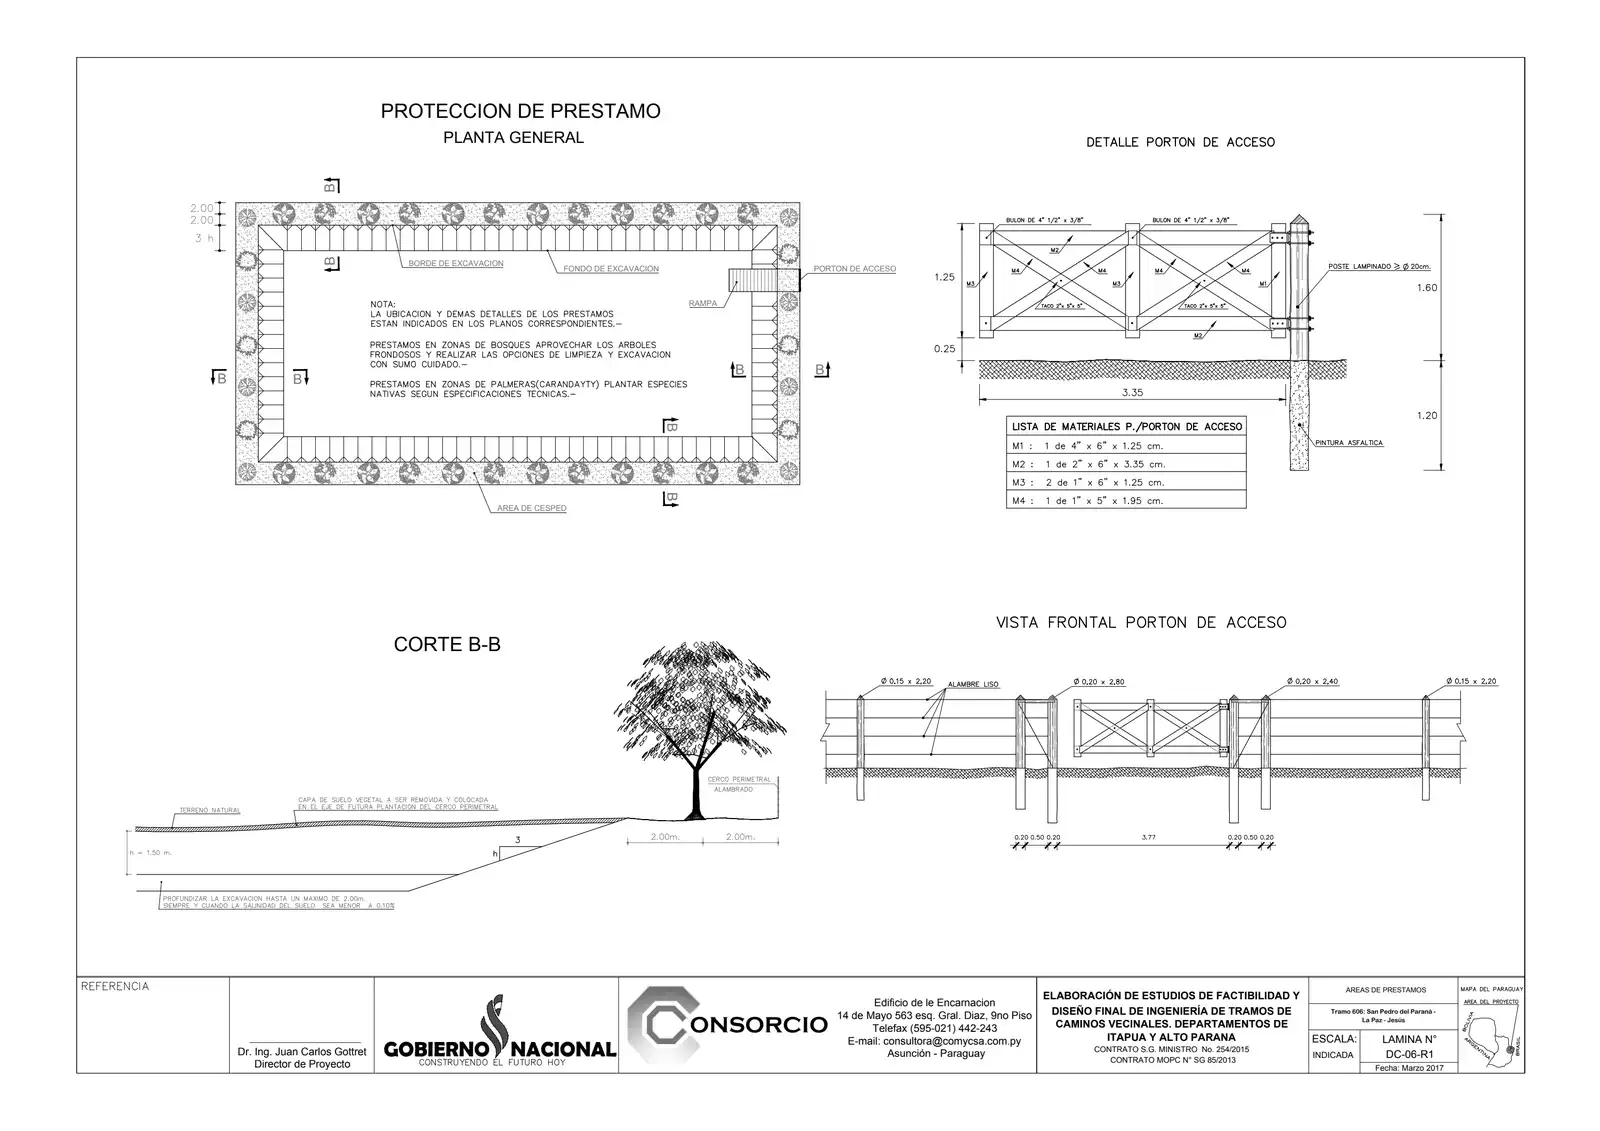 PROTECCION DE PRESTAMO
PLANTA GENERAL
B
B
2.00
2.00
3 h
BORDE DE EXCAVACION
FONDO DE EXCAVACION
PORTON DE ACCESO
RAMPA
NOTA:
LA UBICACION Y DEMAS DETALLES DE LOS PRESTAMOS
ESTAN INDICADOS EN LOS PLANOS CORRESPONDIENTES.—
PRESTAMOS EN ZONAS DE BOSQUES APROVECHAR LOS ARBOLES
FRONDOSOS Y REALIZAR LAS OPCIONES DE LIMPIEZA Y EXCAVACION
CON SUMO CUIDADO.—
PRESTAMOS EN ZONAS DE PALMERAS(CARANDAYTY) PLANTAR ESPECIES
NATIVAS SEGUN ESPECIFICACIONES TECNICAS.—
B
B
B
B
B
B
AREA DE CESPED
DETALLE PORTON DE ACCESO
BULON DE 4" 1/2" x 3/8"
BULON DE 4" 1/2" x 3/8"
M2
M4
M4
M4
M4
M3
M3
M1
TACO 2"x 5"x 5"
TACO 2"x 5"x 5"
M2
1.25
0.25
3.35
POSTE LAMPINADO ≥ Ø 20cm.
1.60
1.20
PINTURA ASFALTICA
LISTA DE MATERIALES P./PORTON DE ACCESO
M1 : 1 de 4" x 6" x 1.25 cm.
M2 : 1 de 2" x 6" x 3.35 cm.
M3 : 2 de 1" x 6" x 1.25 cm.
M4 : 1 de 1" x 5" x 1.95 cm.
CORTE B-B
CERCO PERIMETRAL
ALAMBRADO
TERRENO NATURAL
CAPA DE SUELO VEGETAL A SER REMOVIDA Y COLOCADA
EN EL EJE DE FUTURA PLANTACION DEL CERCO PERIMETRAL
3
h
2.00m.
2.00m.
h = 1.50 m.
PROFUNDIZAR LA EXCAVACION HASTA UN MAXIMO DE 2.00m.
SIEMPRE Y CUANDO LA SALINIDAD DEL SUELO SEA MENOR A 0.10%
VISTA FRONTAL PORTON DE ACCESO
Ø 0,15 x 2,20
ALAMBRE LISO
Ø 0,20 x 2,80
Ø 0,20 x 2,40
Ø 0,15 x 2,20
0.20 0.50 0.20
3.77
0.20 0.50 0.20
REFERENCIA
Dr. Ing. Juan Carlos Gottret
Director de Proyecto
GOBIERNO NACIONAL
CONSTRUYENDO EL FUTURO HOY
CONSORCIO
Edificio de le Encarnacion
14 de Mayo 563 esq. Gral. Diaz, 9no Piso
Telefax (595-021) 442-243
E-mail: consultora@comycsa.com.py
Asunción - Paraguay
ELABORACIÓN DE ESTUDIOS DE FACTIBILIDAD Y
DISEÑO FINAL DE INGENIERÍA DE TRAMOS DE
CAMINOS VECINALES. DEPARTAMENTOS DE
ITAPUA Y ALTO PARANA
CONTRATO S.G. MINISTRO No. 254/2015
CONTRATO MOPC N° SG 85/2013
AREAS DE PRESTAMOS
Tramo 606: San Pedro del Paraná -
La Paz - Jesús
ESCALA:
INDICADA
LAMINA N°
DC-06-R1
Fecha: Marzo 2017
MAPA DEL PARAGUAY
AREA DEL PROYECTO
BOLIVIA
ARGENTINA
BRASIL